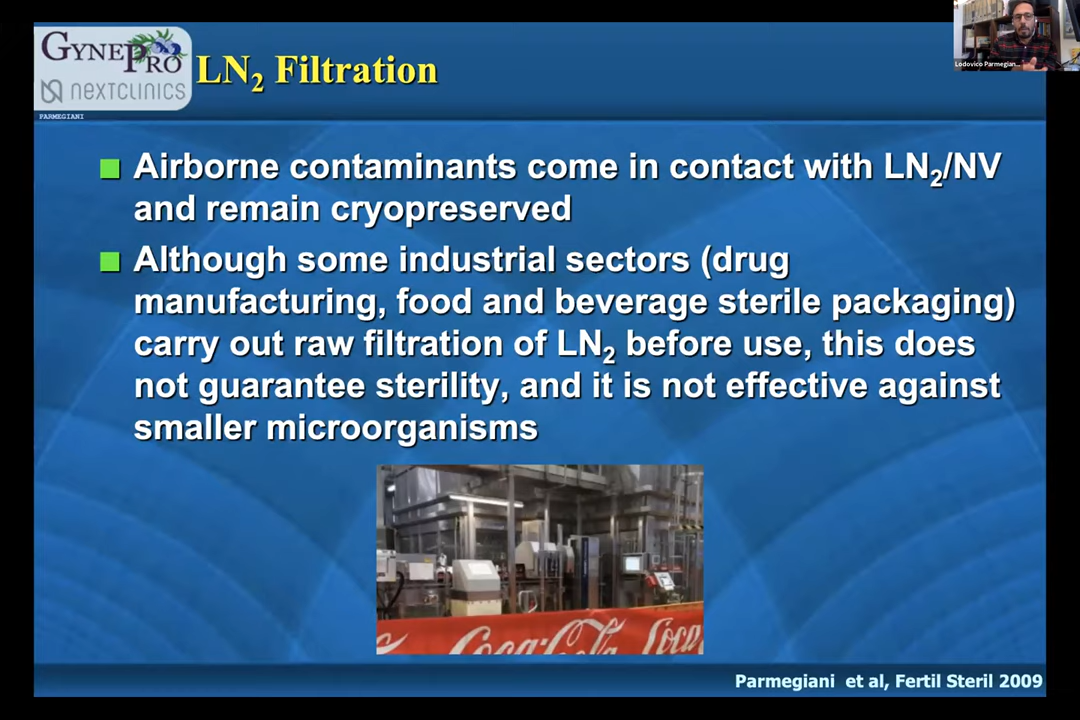 GYNEPRO
NEXTCLINICS
PARMEGIANI
LN2 Filtration
Lodovico Parmegian...
Airborne contaminants come in contact with LN2/NV
and remain cryopreserved
Although some industrial sectors (drug
manufacturing, food and beverage sterile packaging)
carry out raw filtration of LN2 before use, this does
not guarantee sterility, and it is not effective against
smaller microorganisms
Coca-Cola Coca
Parmegiani et al, Fertil Steril 2009